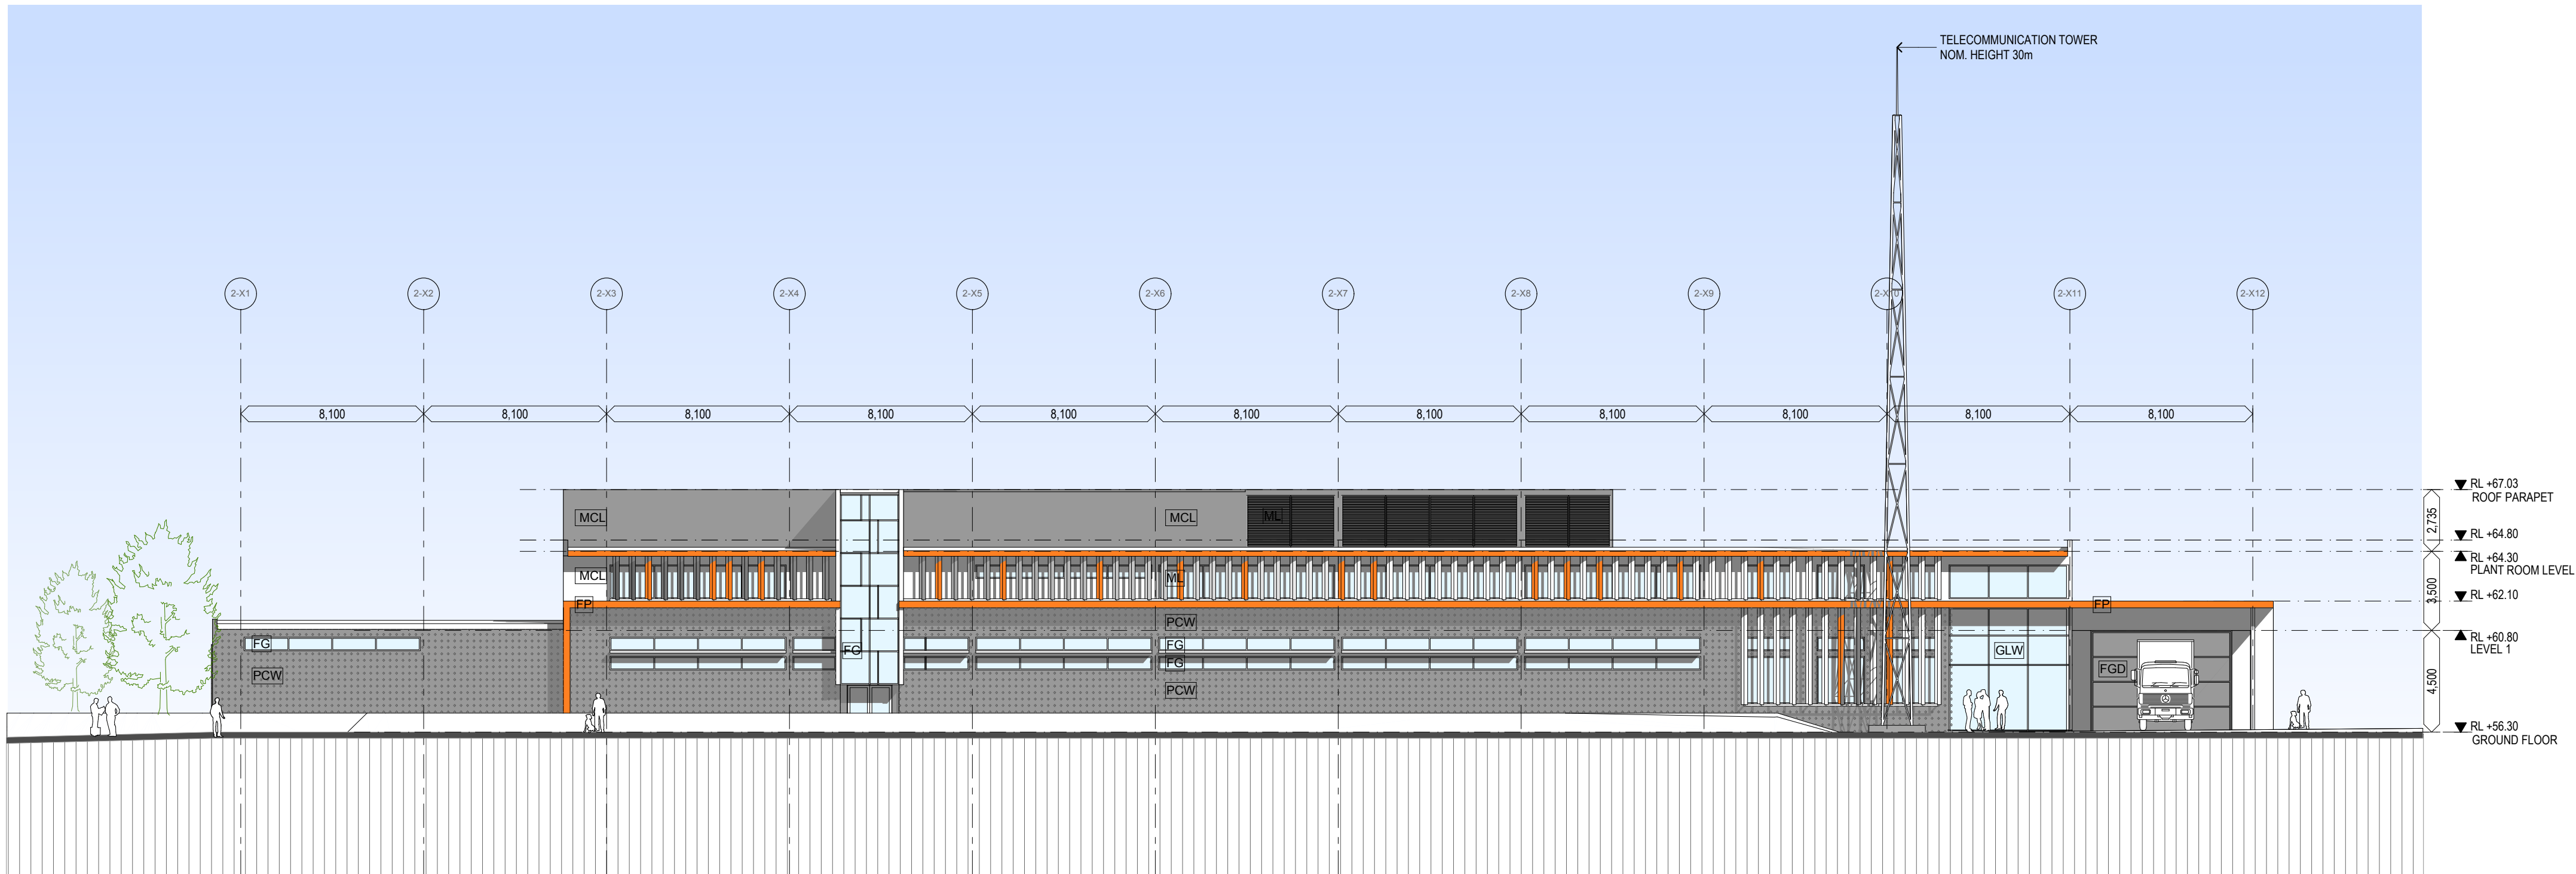 TELECOMMUNICATION TOWER
NOM. HEIGHT 30m
2-X1 2-X2 2-X3 2-X4 2-X5 2-X6 2-X7 2-X8 2-X9 2-X10 2-X11 2-X12
8,100 8,100 8,100 8,100 8,100 8,100 8,100 8,100 8,100 8,100 8,100
RL +67.03
ROOF PARAPET
2,735
MCL MCL ML
RL +64.80
RL +64.30
PLANT ROOM LEVEL
MCL ML
3,500
RL +62.10
FP FP
PCW
RL +60.80
LEVEL 1
FG FG FG GLW
FG FGD
PCW PCW
4,500
RL +56.30
GROUND FLOOR